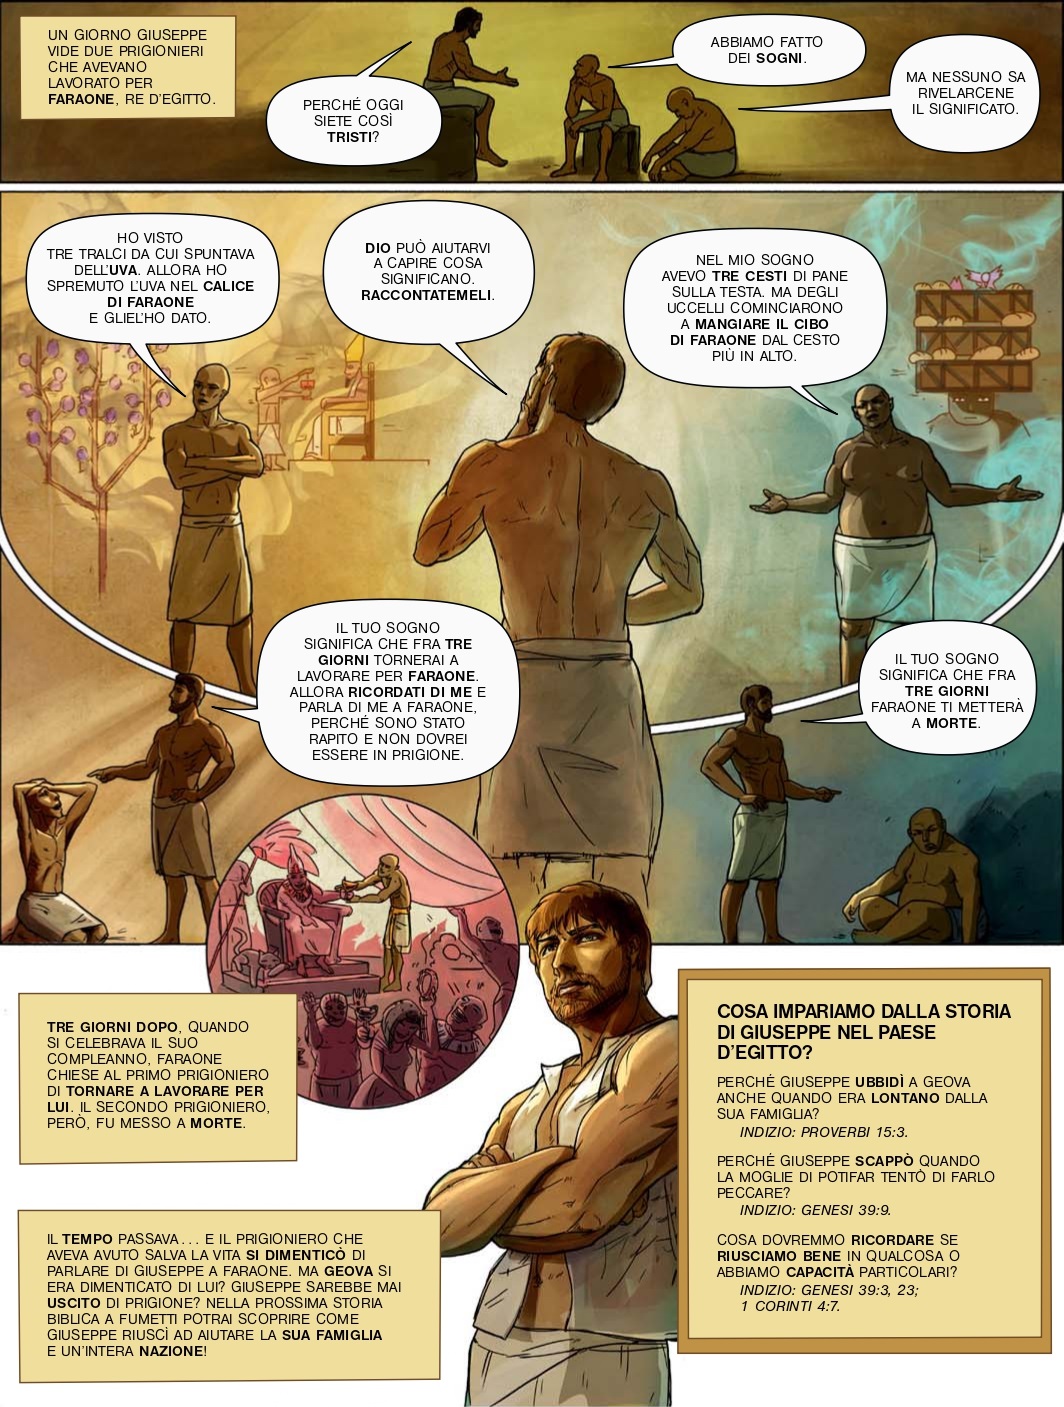 UN GIORNO GIUSEPPE
VIDE DUE PRIGIONIERI
CHE AVEVANO
LAVORATO PER
FARAONE, RE D'EGITTO.
PERCHÉ OGGI
SIETE COSÌ
TRISTI?
ABBIAMO FATTO
DEI SOGNI.
MA NESSUNO SA
RIVELARCENE
IL SIGNIFICATO.
HO VISTO
TRE TRALCI DA CUI SPUNTAVA
DELL'UVA. ALLORA HO
SPREMUTO L'UVA NEL CALICE
DI FARAONE
E GLIEL'HO DATO.
DIO PUÒ AIUTARVI
A CAPIRE COSA
SIGNIFICANO.
RACCONTATEMELI.
NEL MIO SOGNO
AVEVO TRE CESTI DI PANE
SULLA TESTA. MA DEGLI
UCCELLI COMINCIARONO
A MANGIARE IL CIBO
DI FARAONE DAL CESTO
PIÙ IN ALTO.
IL TUO SOGNO
SIGNIFICA CHE FRA TRE
GIORNI TORNERAI A
LAVORARE PER FARAONE.
ALLORA RICORDATI DI ME E
PARLA DI ME A FARAONE,
PERCHÉ SONO STATO
RAPITO E NON DOVREI
ESSERE IN PRIGIONE.
IL TUO SOGNO
SIGNIFICA CHE FRA
TRE GIORNI
FARAONE TI METTERÀ
A MORTE.
TRE GIORNI DOPO, QUANDO
SI CELEBRAVA IL SUO
COMPLEANNO, FARAONE
CHIESE AL PRIMO PRIGIONIERO
DI TORNARE A LAVORARE PER
LUI. IL SECONDO PRIGIONIERO,
PERÒ, FU MESSO A MORTE.
IL TEMPO PASSAVA . . . E IL PRIGIONIERO CHE
AVEVA AVUTO SALVA LA VITA SI DIMENTICÒ DI
PARLARE DI GIUSEPPE A FARAONE. MA GEOVA SI
ERA DIMENTICATO DI LUI? GIUSEPPE SAREBBE MAI
USCITO DI PRIGIONE? NELLA PROSSIMA STORIA
BIBLICA A FUMETTI POTRAI SCOPRIRE COME
GIUSEPPE RIUSCÌ AD AIUTARE LA SUA FAMIGLIA
E UN'INTERA NAZIONE!
COSA IMPARIAMO DALLA STORIA
DI GIUSEPPE NEL PAESE
D'EGITTO?
PERCHÉ GIUSEPPE UBBIDÌ A GEOVA
ANCHE QUANDO ERA LONTANO DALLA
SUA FAMIGLIA?
INDIZIO: PROVERBI 15:3.
PERCHÉ GIUSEPPE SCAPPÒ QUANDO
LA MOGLIE DI POTIFAR TENTÒ DI FARLO
PECCARE?
INDIZIO: GENESI 39:9.
COSA DOVREMMO RICORDARE SE
RIUSCIAMO BENE IN QUALCOSA O
ABBIAMO CAPACITÀ PARTICOLARI?
INDIZIO: GENESI 39:3, 23;
1 CORINTI 4:7.